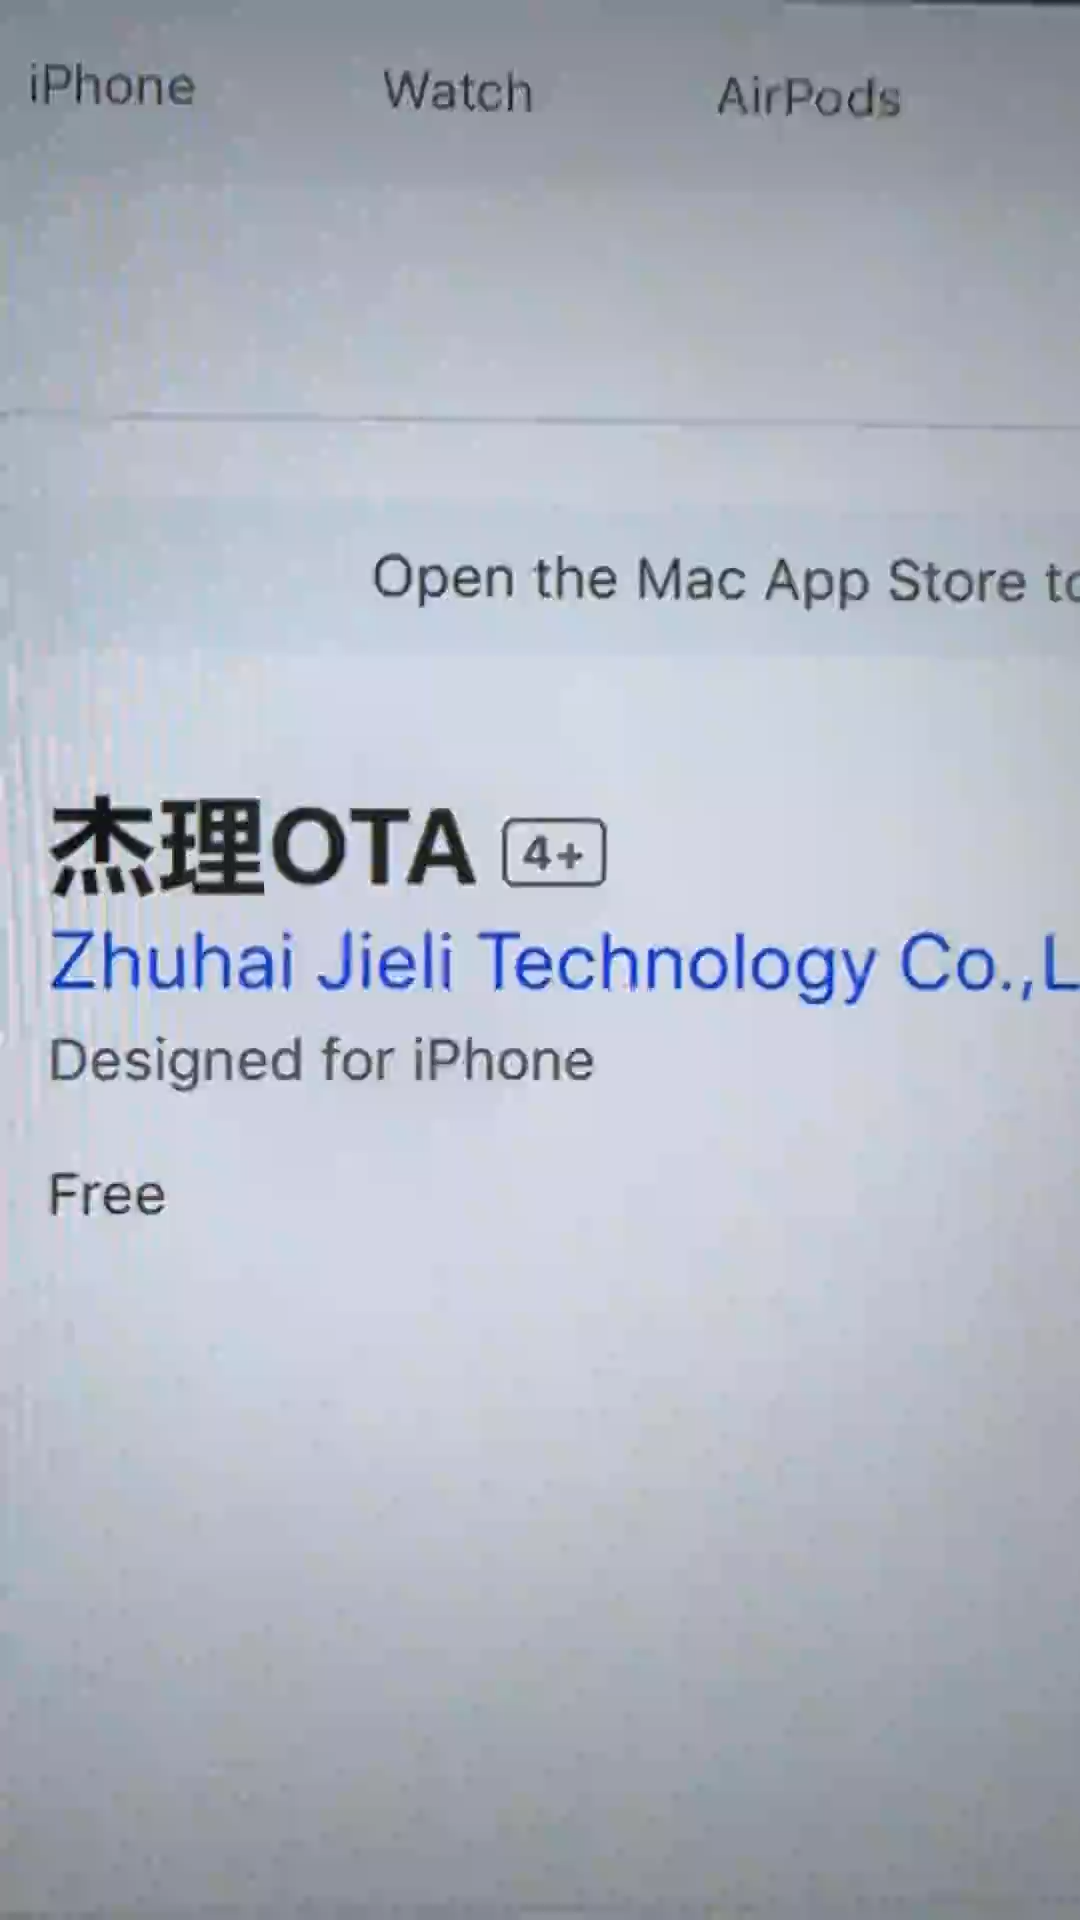 iPhone Watch AirPods
Open the Mac App Store to
杰理OTA 4+
Zhuhai Jieli Technology Co.,L
Designed for iPhone
Free